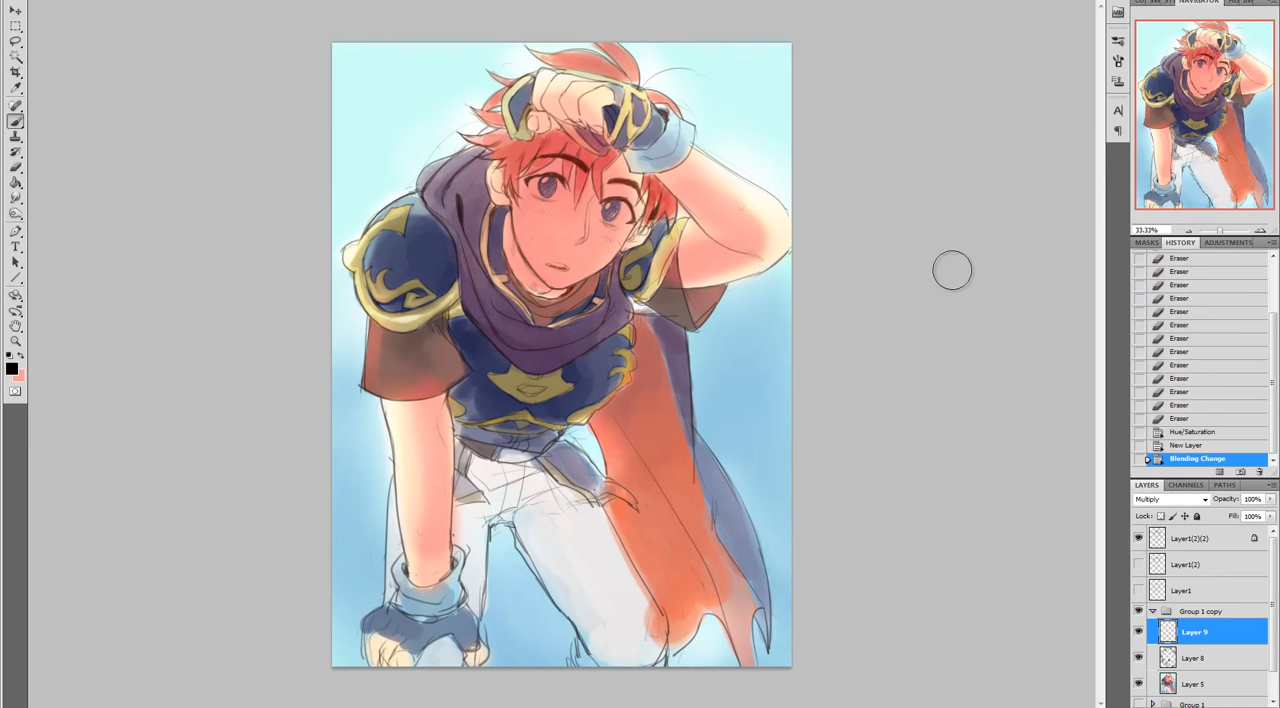 NAVIGATOR
33.33%
MASKS HISTORY ADJUSTMENTS
Eraser
Eraser
Eraser
Eraser
Eraser
Eraser
Eraser
Eraser
Eraser
Eraser
Eraser
Eraser
Eraser
Hue/Saturation
New Layer
Blending Change
LAYERS CHANNELS PATHS
Multiply Opacity: 100%
Lock: Fill: 100%
Layer1(2)(2)
Layer1(2)
Layer1
Group 1 copy
Layer 9
Layer 8
Layer 5
Group 1